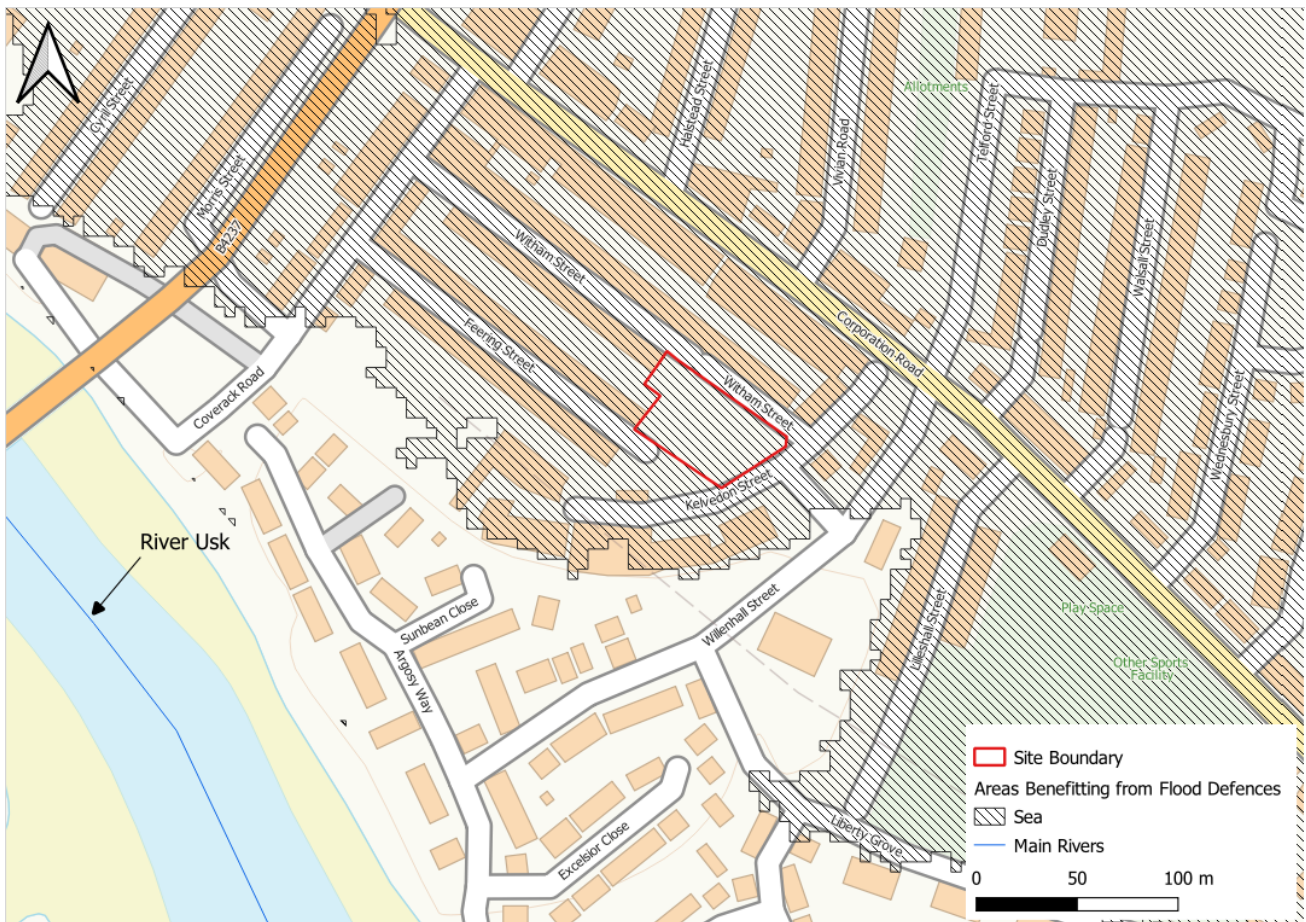 Cyril Street
Morris Street
B4237
Halstead Street
Allotments
Vivian Road
Telford Street
Dudley Street
Walsall Street
Wednesbury Street
Witham Street
Feering Street
Corporation Road
Witham Street
Coverack Road
Kelvedon Street
River Usk
Sunbean Close
Argosy Way
Willenhall Street
Lilleshall Street
Play Space
Other Sports
Facility
Excelsior Close
Liberty Grove
Site Boundary
Areas Benefitting from Flood Defences
Sea
Main Rivers
0 50 100 m